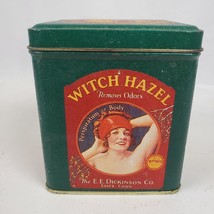 WITCH HAZEL
Removes Odors
Perspiration Body
The E. E. DICKINSON CO.
ESSEX, CONN.